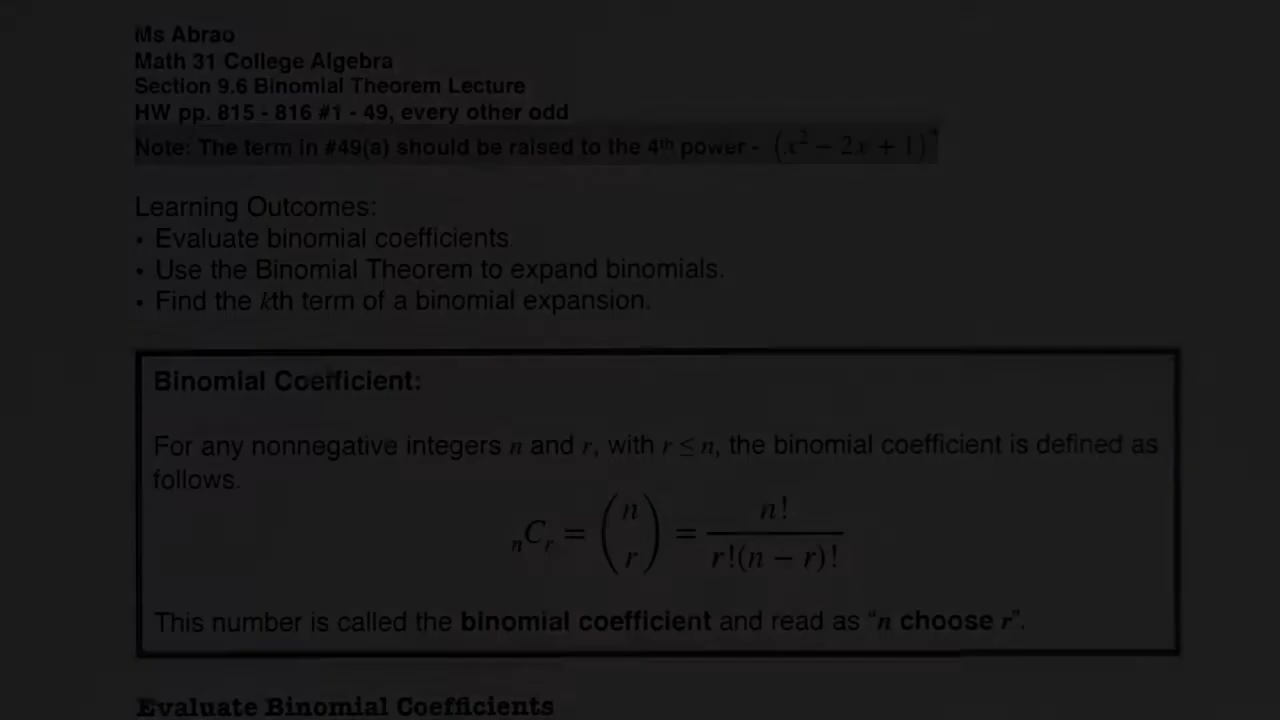 Ms Abrao
Math 31 College Algebra
Section 9.6 Binomial Theorem Lecture
HW pp. 815 - 816 #1 - 49, every other odd
Note: The term in #49(a) should be raised to the 4th power - (x² − 2x + 1)⁴
Learning Outcomes:
• Evaluate binomial coefficients.
• Use the Binomial Theorem to expand binomials.
• Find the kth term of a binomial expansion.
Binomial Coefficient:
For any nonnegative integers n and r, with r ≤ n, the binomial coefficient is defined as
follows.
nCr = (n r) = n! / r!(n − r)!
This number is called the binomial coefficient and read as “n choose r”.
Evaluate Binomial Coefficients